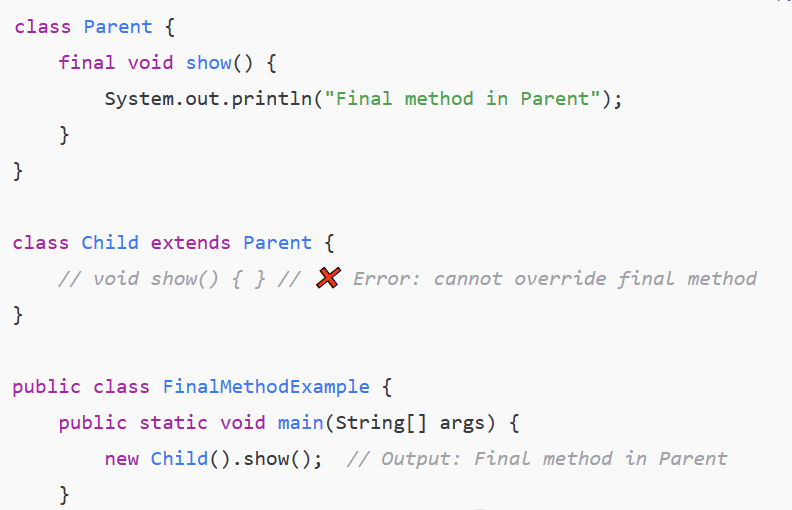 class Parent {
    final void show() {
        System.out.println("Final method in Parent");
    }
}

class Child extends Parent {
    // void show() { } // ❌ Error: cannot override final method
}

public class FinalMethodExample {
    public static void main(String[] args) {
        new Child().show();  // Output: Final method in Parent
    }